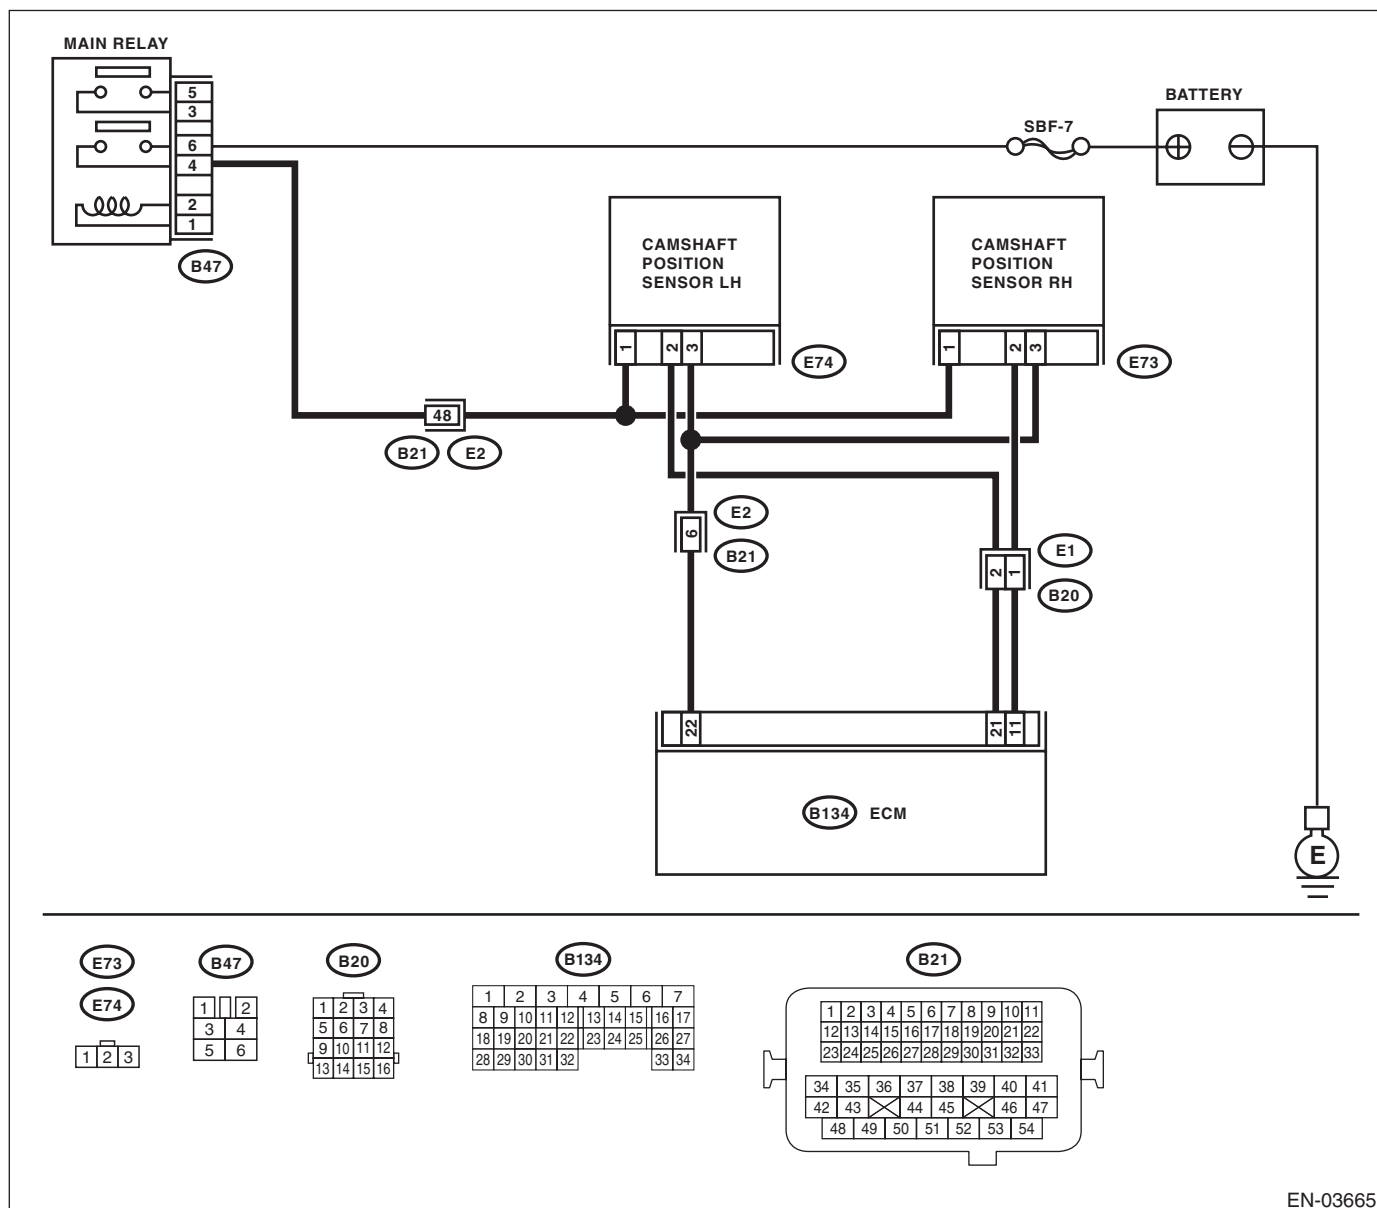 MAIN RELAY
5
3
6
4
2
1
B47
SBF-7
BATTERY
CAMSHAFT
POSITION
SENSOR LH
1 2 3
E74
CAMSHAFT
POSITION
SENSOR RH
1 2 3
E73
48
B21 E2
6
E2
B21
2 1
E1
B20
22 21 11
B134 ECM
E
E73
E74
1 2 3
B47
1 2
3 4
5 6
B20
1 2 3 4
5 6 7 8
9 10 11 12
13 14 15 16
B134
1 2 3 4 5 6 7
8 9 10 11 12 13 14 15 16 17
18 19 20 21 22 23 24 25 26 27
28 29 30 31 32 33 34
B21
1 2 3 4 5 6 7 8 9 10 11
12 13 14 15 16 17 18 19 20 21 22
23 24 25 26 27 28 29 30 31 32 33
34 35 36 37 38 39 40 41
42 43 44 45 46 47
48 49 50 51 52 53 54
EN-03665